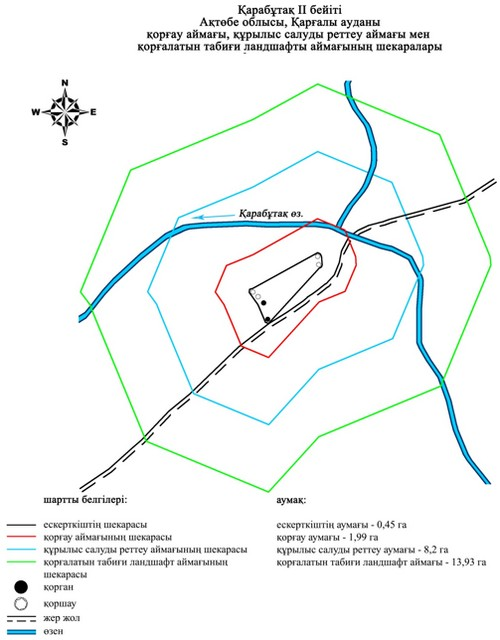 Қарабұтақ II бейіті
Ақтөбе облысы, Қарғалы ауданы
қорғау аймағы, құрылыс салуды реттеу аймағы мен
қорғалатын табиғи ландшафты аймағының шекаралары
N
W E
S
Қарабұтақ өз.
шартты белгілері:
ескерткіштің шекарасы
қорғау аймағының шекарасы
құрылыс салуды реттеу аймағының шекарасы
қорғалатын табиғи ландшафт аймағының
шекарасы
қорған
қоршау
жер жол
өзен
аумақ:
ескерткіштің аумағы - 0,45 га
қорғау аумағы - 1,99 га
құрылыс салуды реттеу аумағы - 8,2 га
қорғалатын табиғи ландшафт аймағы - 13,93 га